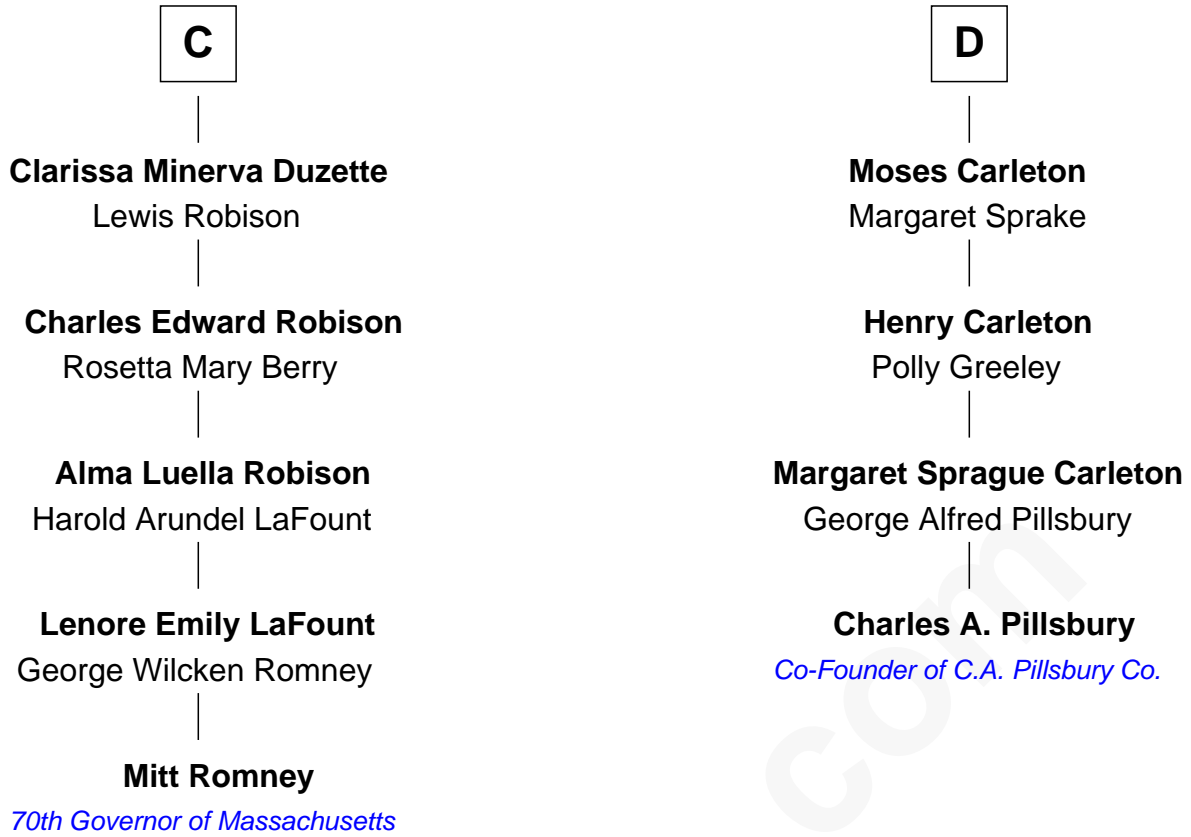 C
Clarissa Minerva Duzette
Lewis Robison
Charles Edward Robison
Rosetta Mary Berry
Alma Luella Robison
Harold Arundel LaFount
Lenore Emily LaFount
George Wilcken Romney
Mitt Romney
70th Governor of Massachusetts
D
Moses Carleton
Margaret Sprake
Henry Carleton
Polly Greeley
Margaret Sprague Carleton
George Alfred Pillsbury
Charles A. Pillsbury
Co-Founder of C.A. Pillsbury Co.
com